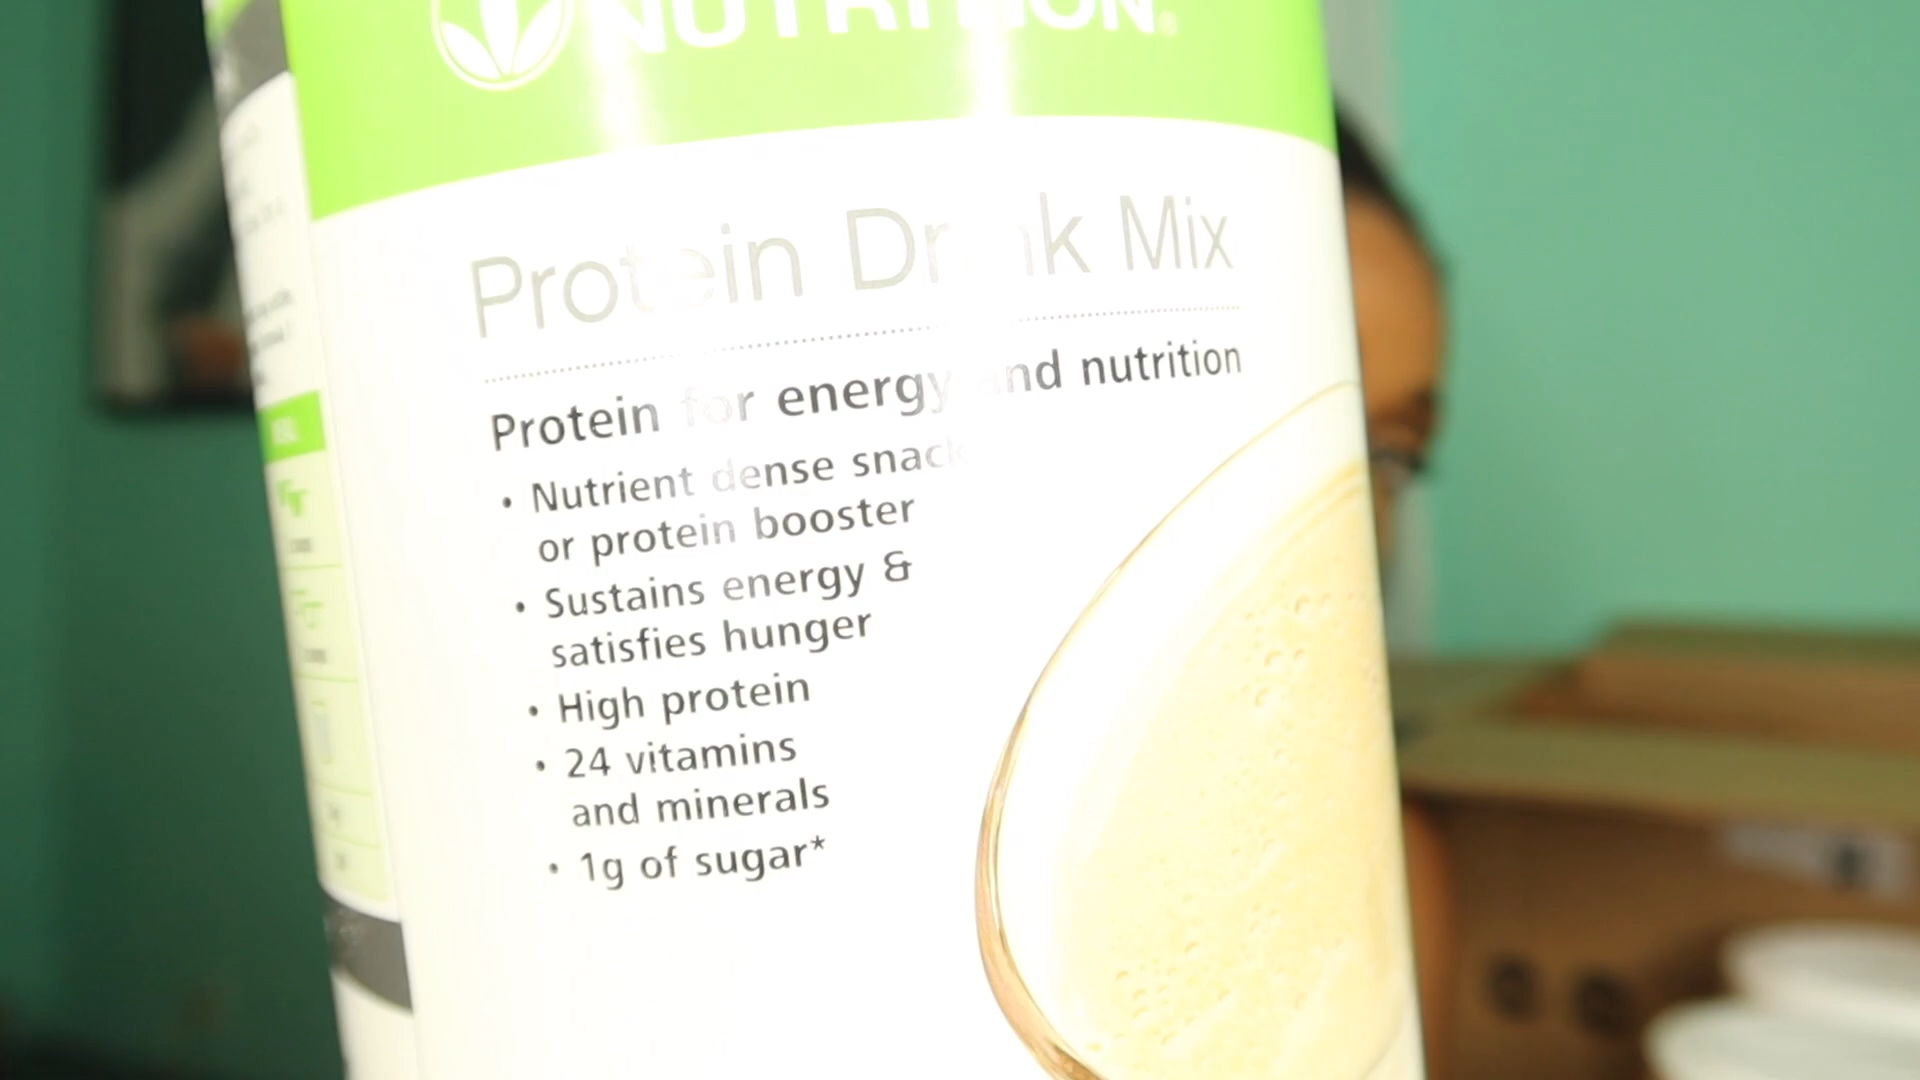 NUTRITION
Protein Drink Mix
Protein for energy and nutrition
• Nutrient dense snack
or protein booster
• Sustains energy &
satisfies hunger
• High protein
• 24 vitamins
and minerals
• 1g of sugar*